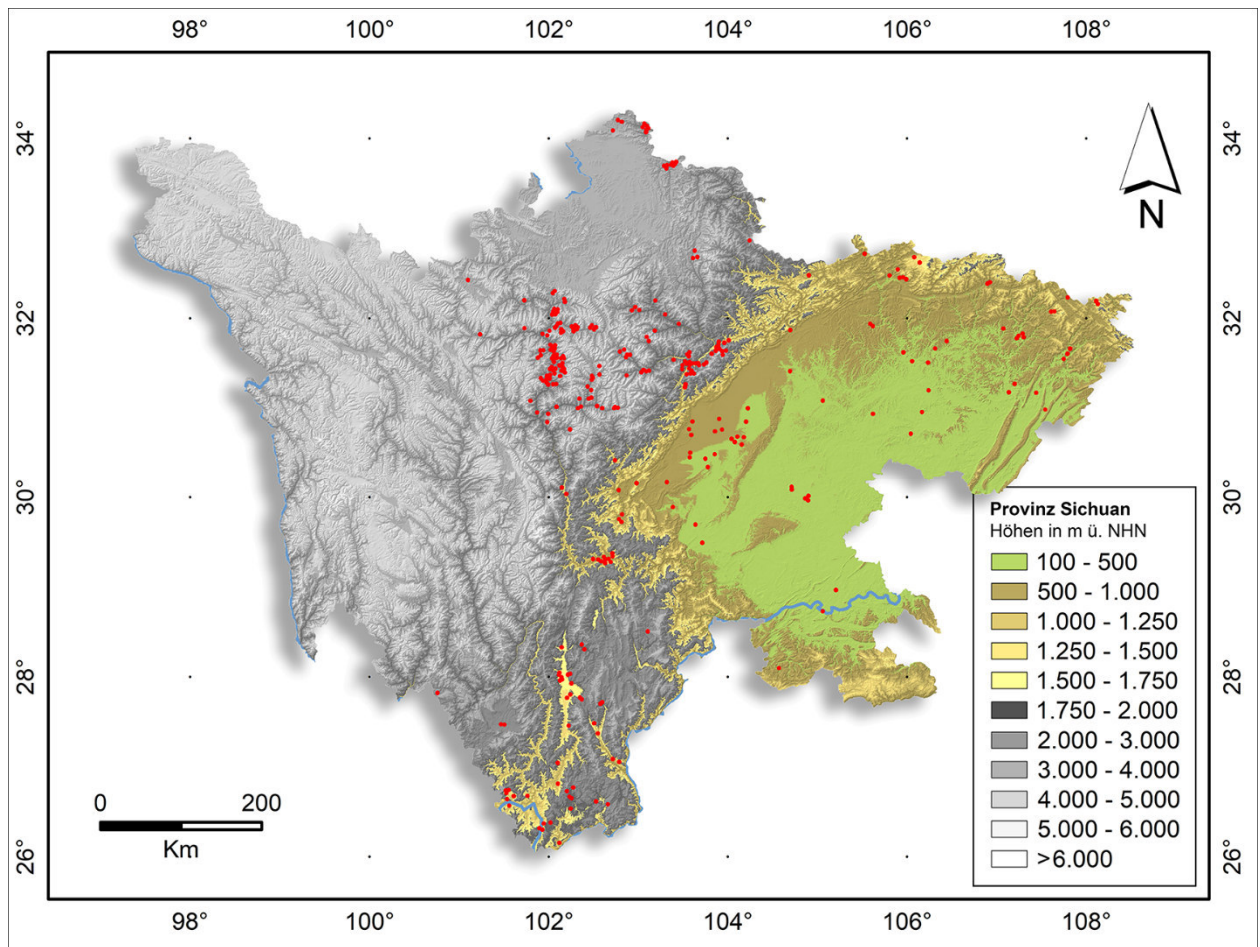 98° 100° 102° 104° 106° 108°
34° 34°
N
32° 32°
30° 30°
Provinz Sichuan
Höhen in m ü. NHN
100 - 500
500 - 1.000
1.000 - 1.250
1.250 - 1.500
1.500 - 1.750
1.750 - 2.000
2.000 - 3.000
3.000 - 4.000
4.000 - 5.000
5.000 - 6.000
>6.000
28° 28°
0 200
Km
26° 26°
98° 100° 102° 104° 106° 108°